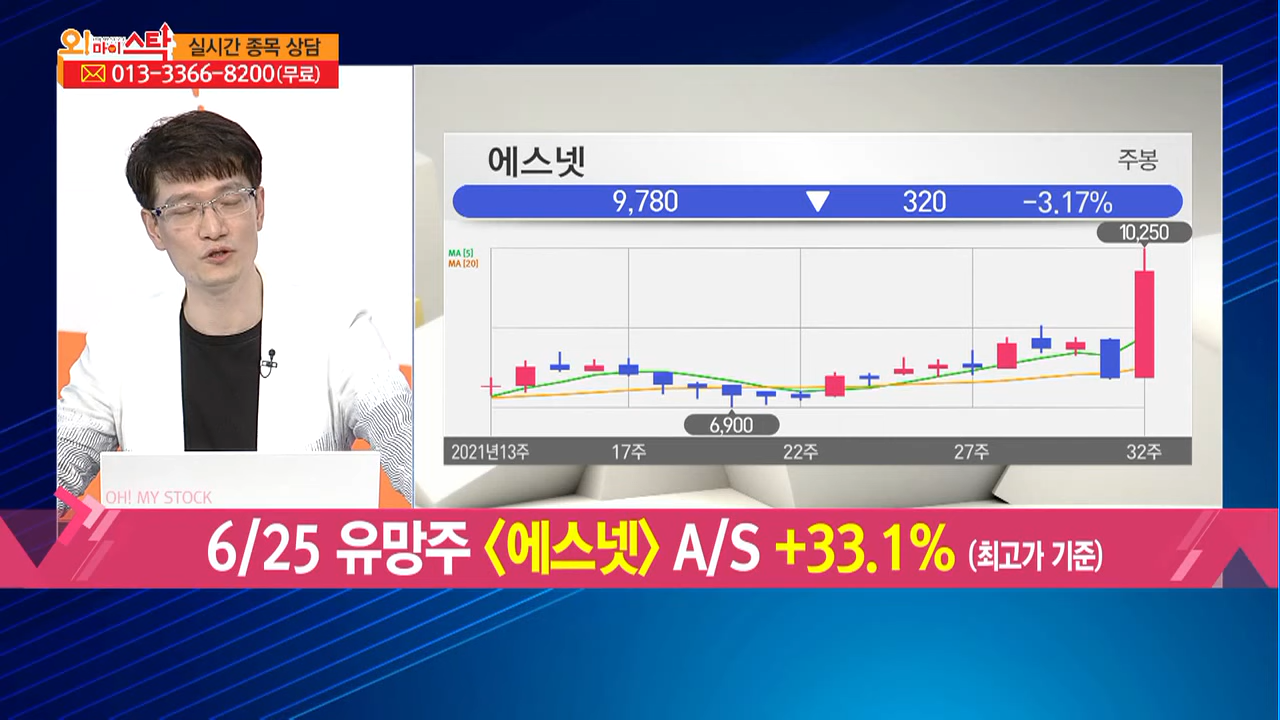 오! 마이 스탁
실시간 종목 상담
013-3366-8200(무료)
에스넷
주봉
9,780 ▼ 320 -3.17%
10,250
MA [5]
MA [20]
6,900
2021년13주 17주 22주 27주 32주
OH! MY STOCK
6/25 유망주 <에스넷> A/S +33.1% (최고가 기준)